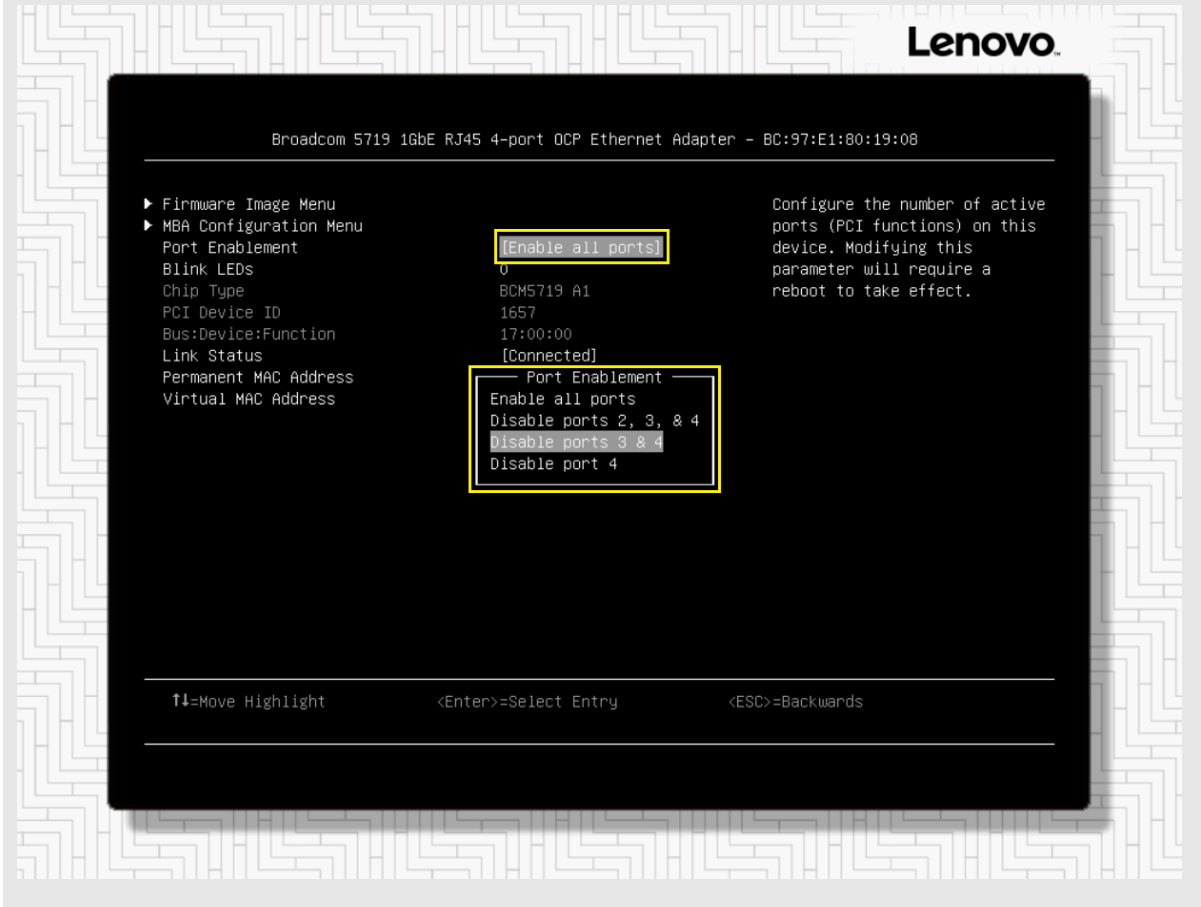 Lenovo™
Broadcom 5719 1GbE RJ45 4-port OCP Ethernet Adapter - BC:97:E1:80:19:08
Firmware Image Menu
MBA Configuration Menu
Port Enablement [Enable all ports]
Blink LEDs 0
Chip Type BCM5719 A1
PCI Device ID 1657
Bus:Device:Function 17:00:00
Link Status [Connected]
Permanent MAC Address
Virtual MAC Address
Port Enablement
Enable all ports
Disable ports 2, 3, & 4
Disable ports 3 & 4
Disable port 4
Configure the number of active
ports (PCI functions) on this
device. Modifying this
parameter will require a
reboot to take effect.
↑↓=Move Highlight <Enter>=Select Entry <ESC>=Backwards